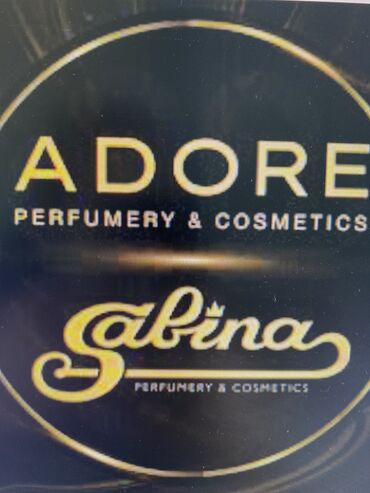 ADORE
PERFUMERY & COSMETICS
Sabina
PERFUMERY & COSMETICS